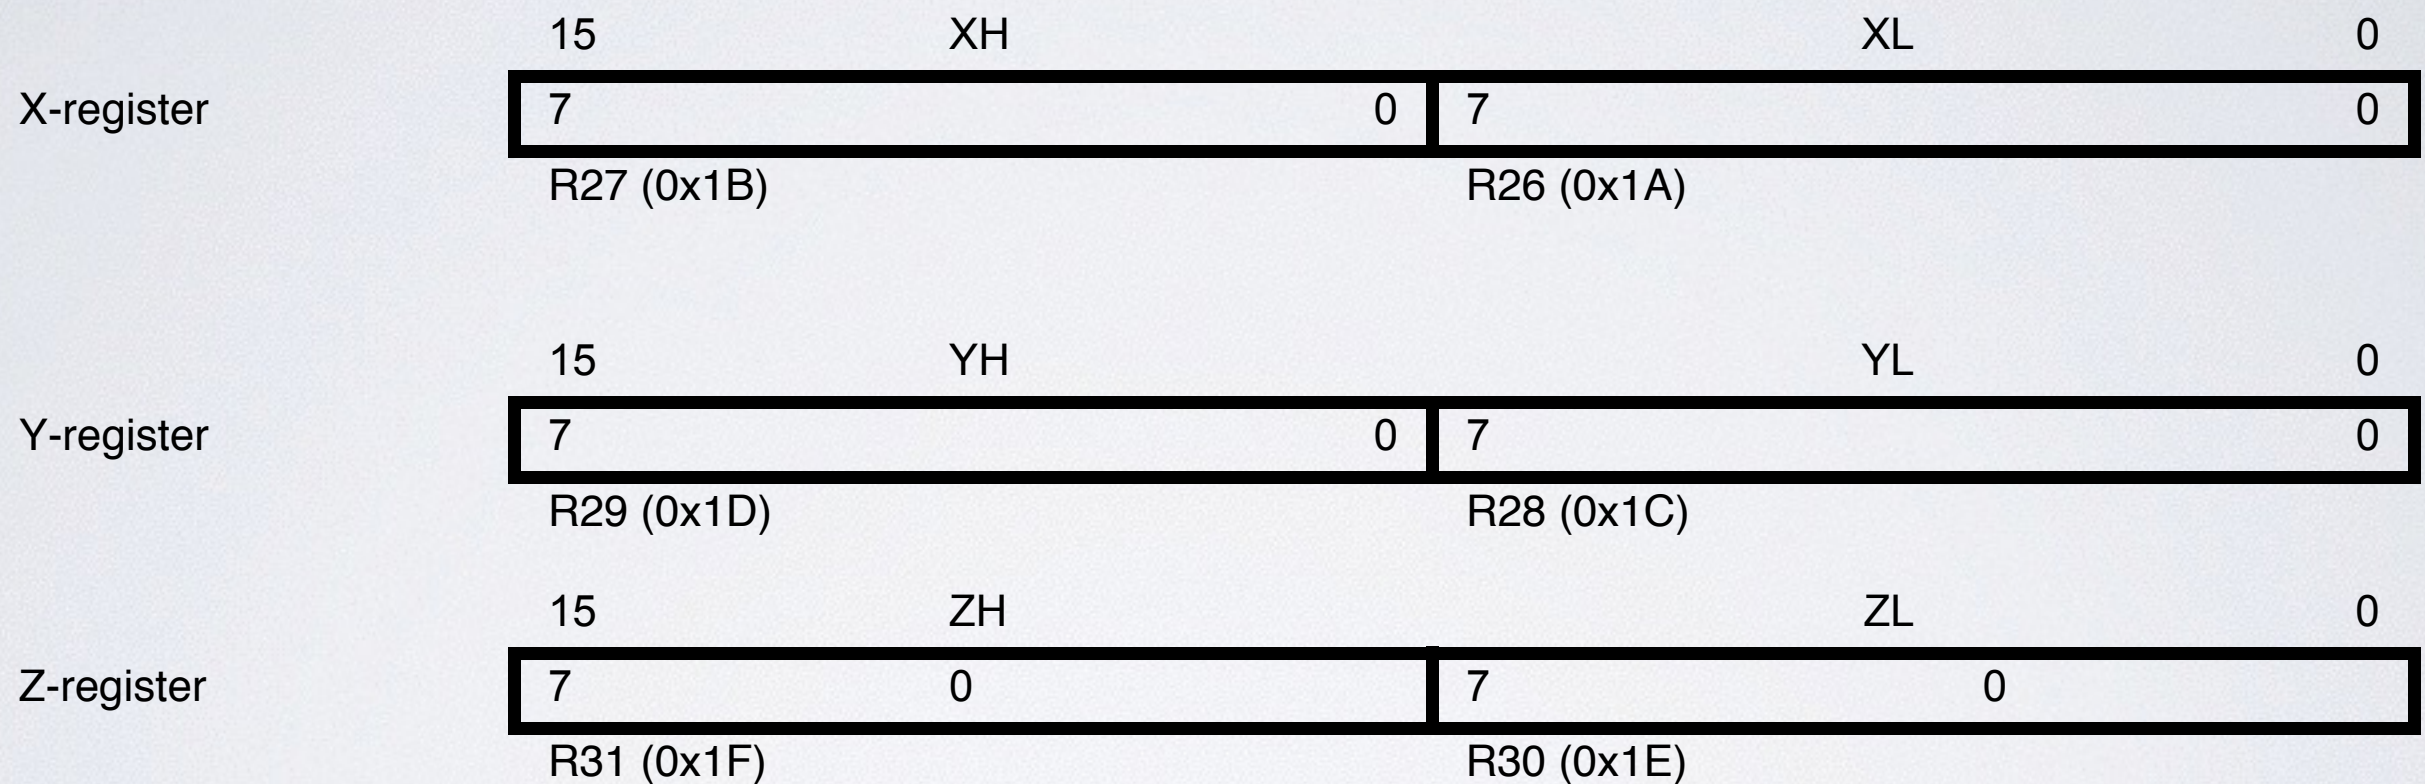 15 XH XL 0
X-register 7 0 7 0
R27 (0x1B) R26 (0x1A)
15 YH YL 0
Y-register 7 0 7 0
R29 (0x1D) R28 (0x1C)
15 ZH ZL 0
Z-register 7 0 7 0
R31 (0x1F) R30 (0x1E)